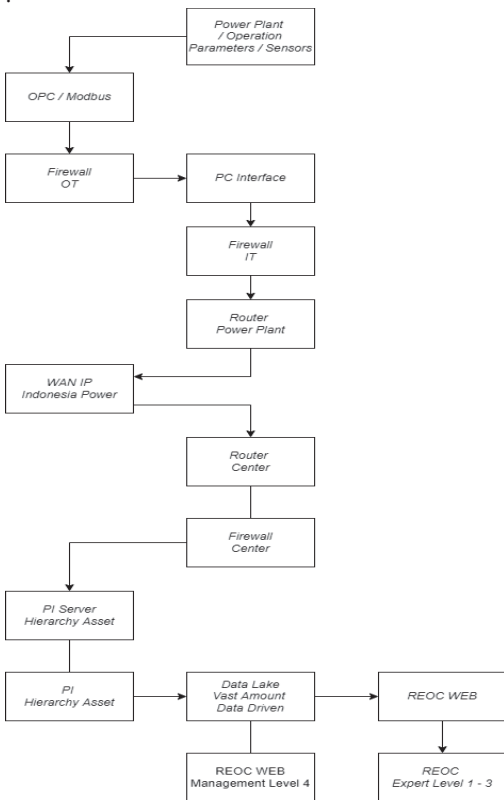 Power Plant
/ Operation
Parameters / Sensors
OPC / Modbus
Firewall
OT
PC Interface
Firewall
IT
Router
Power Plant
WAN IP
Indonesia Power
Router
Center
Firewall
Center
PI Server
Hierarchy Asset
PI
Hierarchy Asset
Data Lake
Vast Amount
Data Driven
REOC WEB
REOC WEB
Management Level 4
REOC
Expert Level 1 - 3